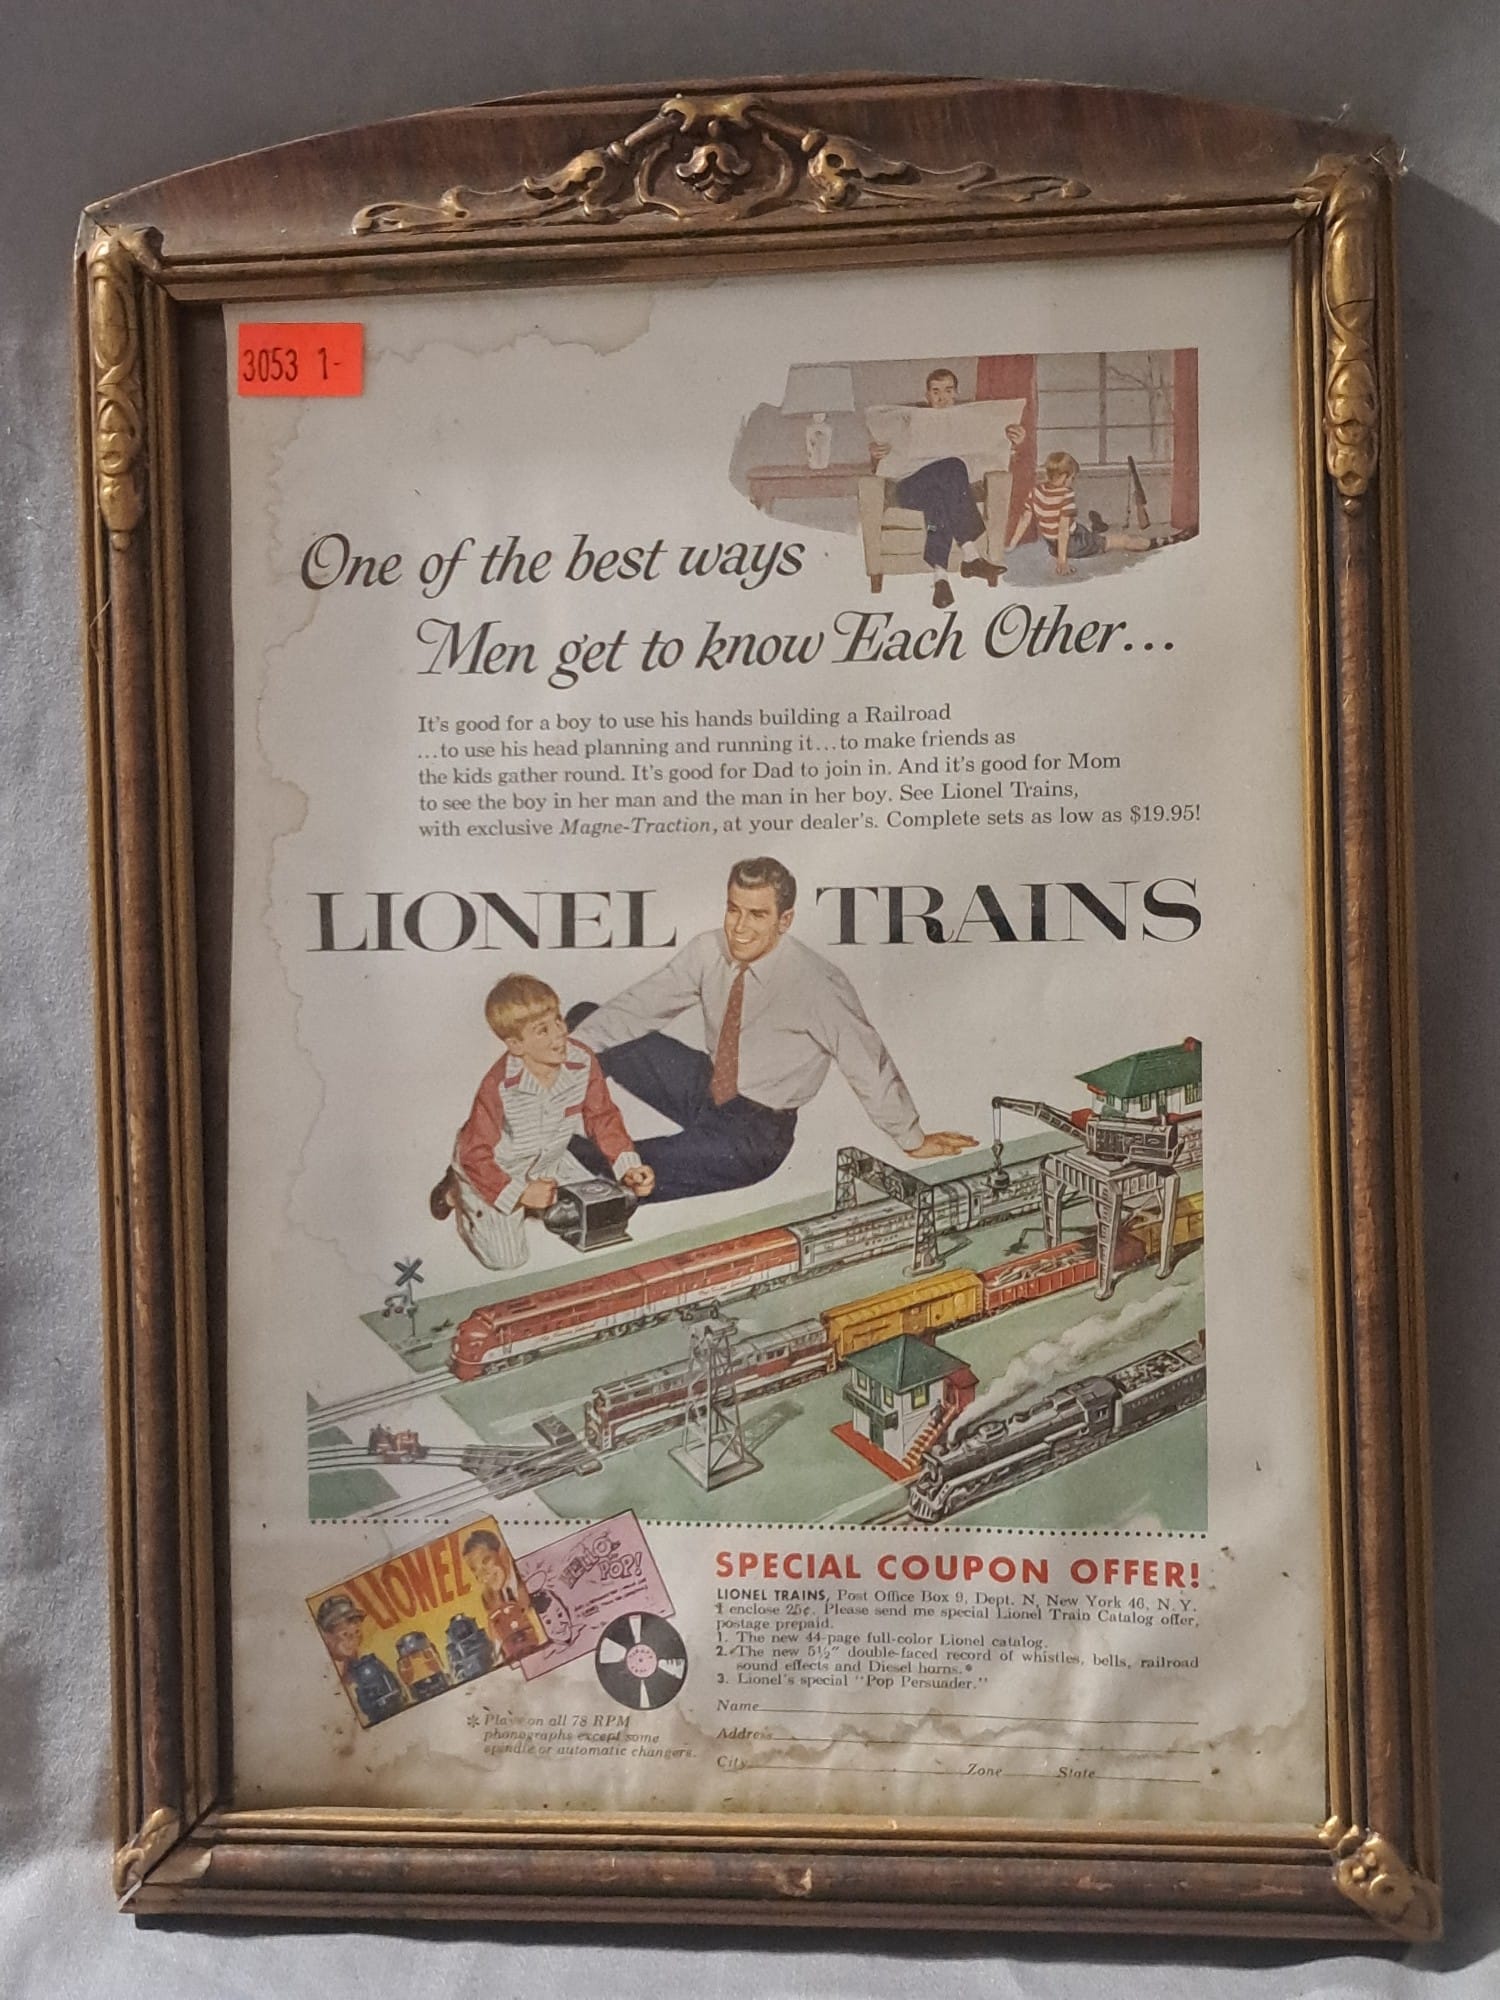 3053 1-
One of the best ways
Men get to know Each Other...
It's good for a boy to use his hands building a Railroad
...to use his head planning and running it...to make friends as
the kids gather round. It's good for Dad to join in. And it's good for Mom
to see the boy in her man and the man in her boy. See Lionel Trains,
with exclusive Magne-Traction, at your dealer's. Complete sets as low as $19.95!
LIONEL TRAINS
LIONEL
HELLO POP!
SPECIAL COUPON OFFER!
LIONEL TRAINS, Post Office Box 9, Dept. N, New York 46, N.Y.
I enclose 25¢. Please send me special Lionel Train Catalog offer,
postage prepaid.
1. The new 44-page full-color Lionel catalog.
2. The new 5½" double-faced record of whistles, bells, railroad
sound effects and Diesel horns.*
3. Lionel's special "Pop Persuader."
Name
Address
City Zone State
* Plays on all 78 RPM
phonographs except some
spindle or automatic changers.